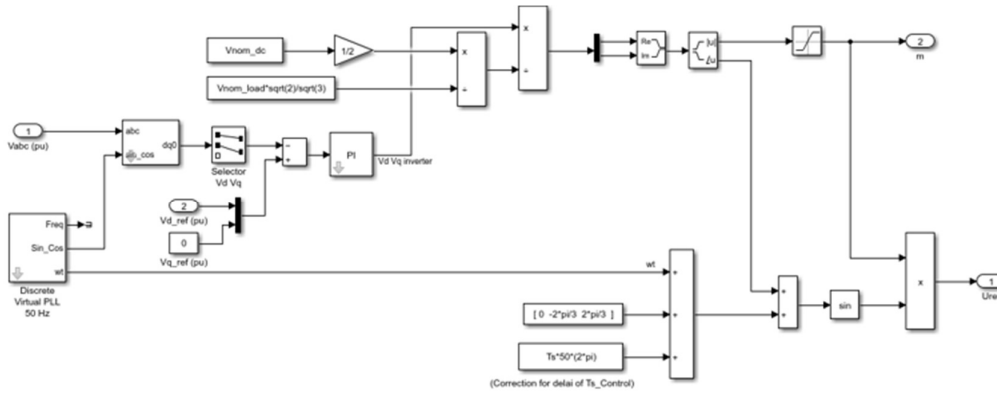 Vnom_dc
1/2
x
÷
x
÷
Re
Im
|u|
∠u
2
m
Vnom_load*sqrt(2)/sqrt(3)
1
Vabc (pu)
abc
sin_cos
dq0
Selector
Vd Vq
−
+
PI
Vd Vq inverter
2
Vd_ref (pu)
0
Vq_ref (pu)
Freq
Sin_Cos
wt
Discrete
Virtual PLL
50 Hz
wt
+
+
+
[ 0 -2*pi/3 2*pi/3 ]
Ts*50*(2*pi)
(Correction for delai of Ts_Control)
+
+
sin
x
1
Ure